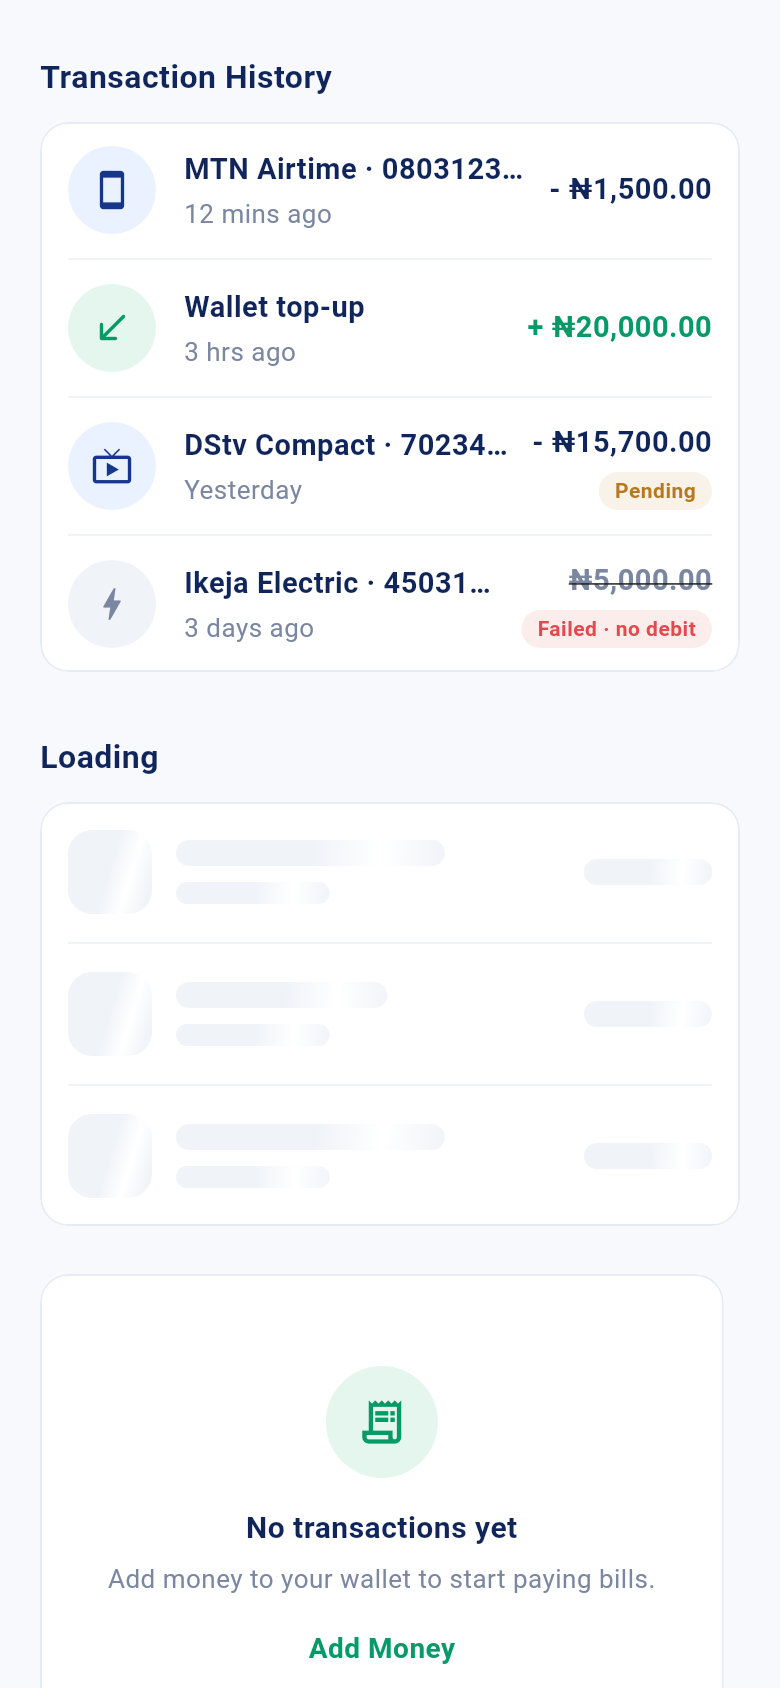 Transaction History
MTN Airtime · 0803123…
- ₦1,500.00
12 mins ago
Wallet top-up
+ ₦20,000.00
3 hrs ago
DStv Compact · 70234…
- ₦15,700.00
Yesterday
Pending
Ikeja Electric · 45031…
₦5,000.00
3 days ago
Failed · no debit
Loading
No transactions yet
Add money to your wallet to start paying bills.
Add Money